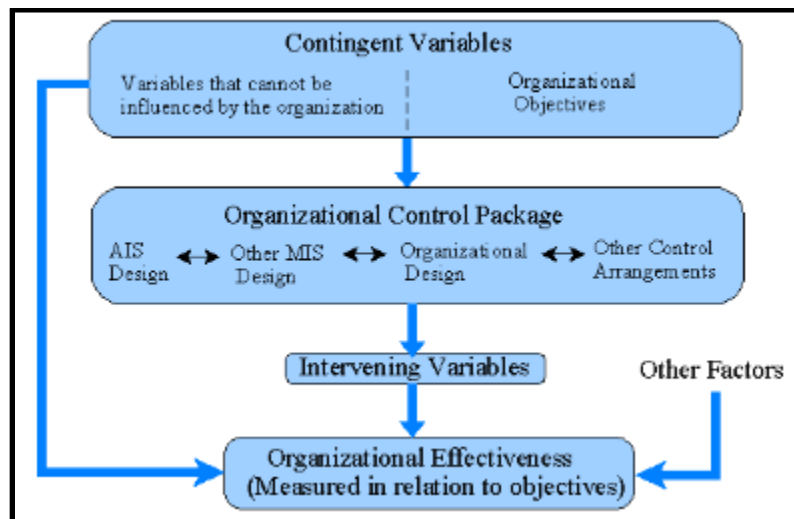 Contingent Variables
Variables that cannot be
influenced by the organization
Organizational
Objectives
Organizational Control Package
AIS
Design
Other MIS
Design
Organizational
Design
Other Control
Arrangements
Intervening Variables
Other Factors
Organizational Effectiveness
(Measured in relation to objectives)